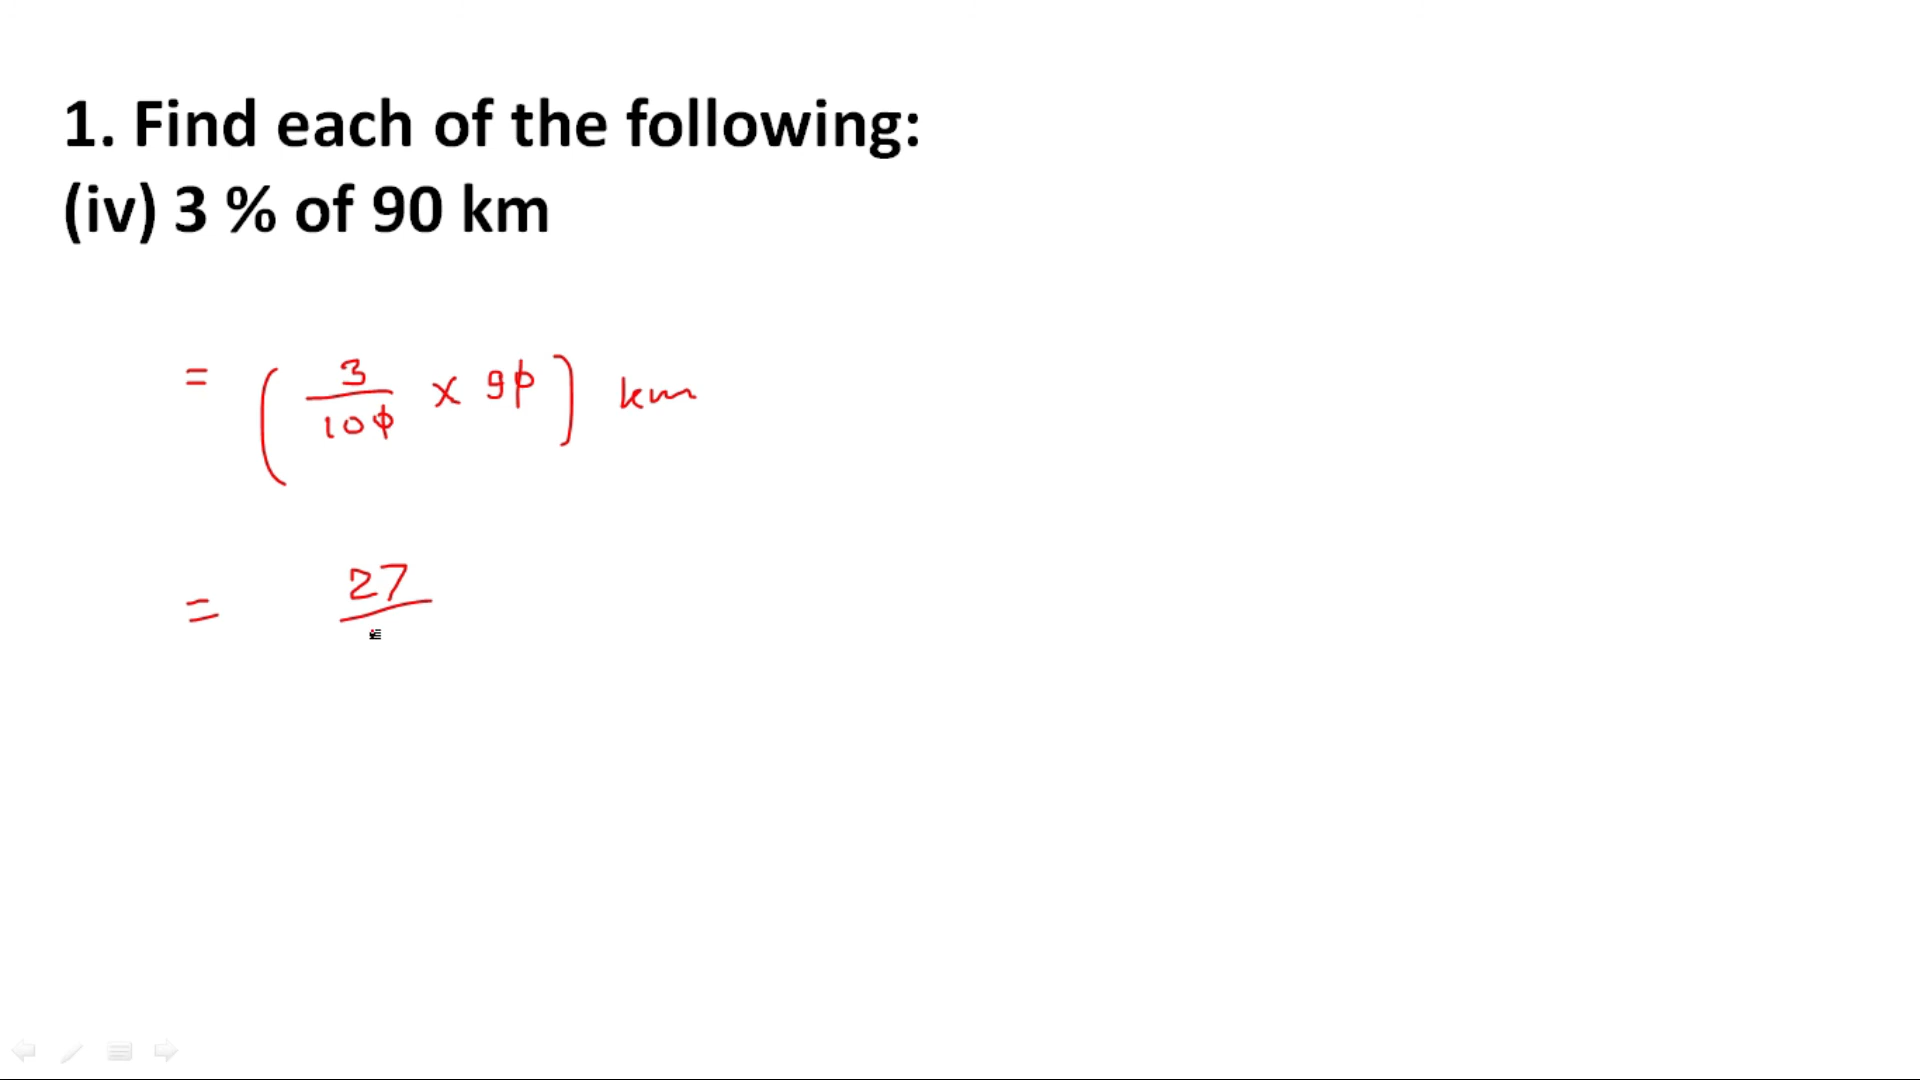 1. Find each of the following:
(iv) 3 % of 90 km
= ( 3/100 × 90 ) km
= 27/